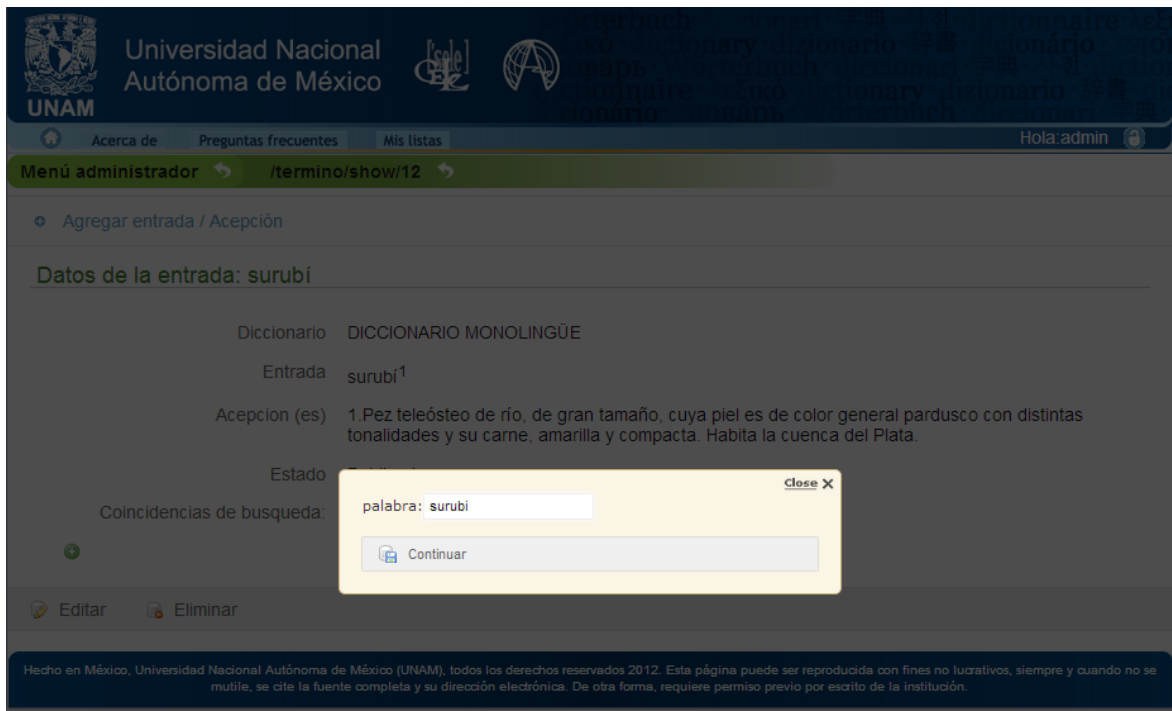 Universidad Nacional
Autónoma de México
UNAM
Acerca de Preguntas frecuentes Mis listas Hola:admin
Menú administrador /termino/show/12
Agregar entrada / Acepción
Datos de la entrada: surubí
Diccionario DICCIONARIO MONOLINGÜE
Entrada surubí1
Acepcion (es) 1.Pez teleósteo de río, de gran tamaño, cuya piel es de color general pardusco con distintas
tonalidades y su carne, amarilla y compacta. Habita la cuenca del Plata.
Estado
Close X
palabra: surubi
Coincidencias de busqueda:
Continuar
Editar Eliminar
Hecho en México, Universidad Nacional Autónoma de México (UNAM), todos los derechos reservados 2012. Esta página puede ser reproducida con fines no lucrativos, siempre y cuando no se
mutile, se cite la fuente completa y su dirección electrónica. De otra forma, requiere permiso previo por escrito de la institución.